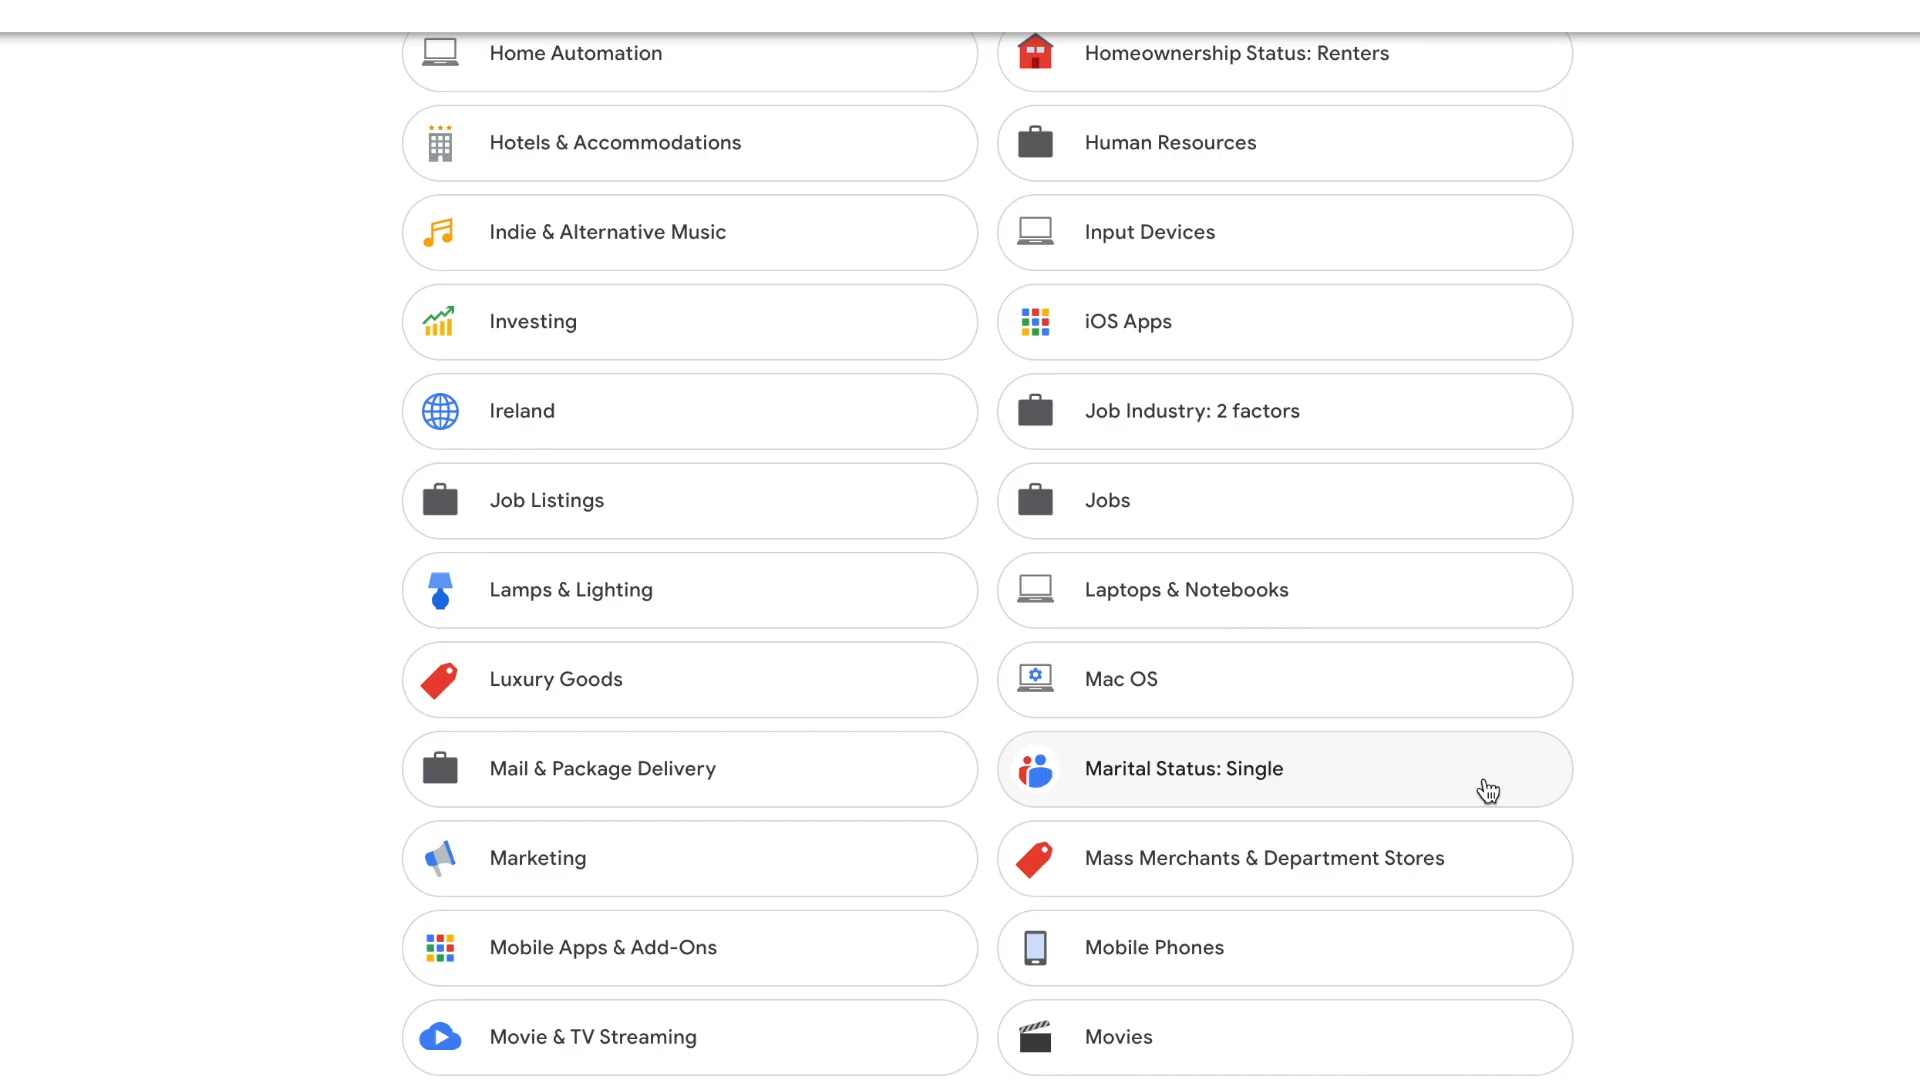 Home Automation
Homeownership Status: Renters
Hotels & Accommodations
Human Resources
Indie & Alternative Music
Input Devices
Investing
iOS Apps
Ireland
Job Industry: 2 factors
Job Listings
Jobs
Lamps & Lighting
Laptops & Notebooks
Luxury Goods
Mac OS
Mail & Package Delivery
Marital Status: Single
Marketing
Mass Merchants & Department Stores
Mobile Apps & Add-Ons
Mobile Phones
Movie & TV Streaming
Movies